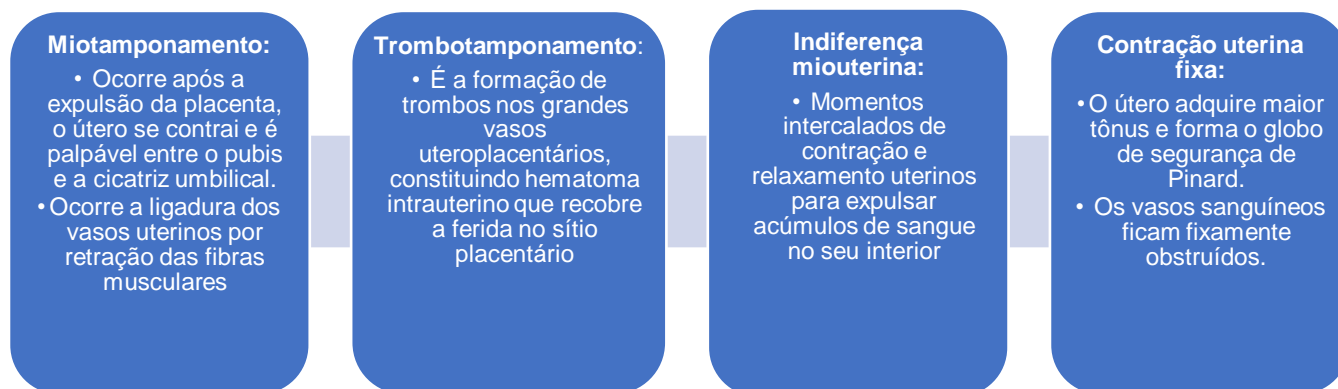 Miotamponamento:
• Ocorre após a
expulsão da placenta,
o útero se contrai e é
palpável entre o pubis
e a cicatriz umbilical.
• Ocorre a ligadura dos
vasos uterinos por
retração das fibras
musculares
Trombotamponamento:
• É a formação de
trombos nos grandes
vasos
uteroplacentários,
constituindo hematoma
intrauterino que recobre
a ferida no sítio
placentário
Indiferença
miouterina:
• Momentos
intercalados de
contração e
relaxamento uterinos
para expulsar
acúmulos de sangue
no seu interior
Contração uterina
fixa:
• O útero adquire maior
tônus e forma o globo
de segurança de
Pinard.
• Os vasos sanguíneos
ficam fixamente
obstruídos.